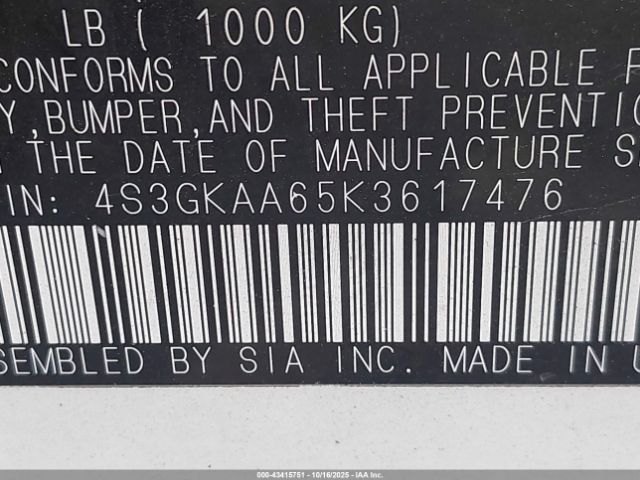 LB ( 1000 KG)
CONFORMS TO ALL APPLICABLE F
Y,BUMPER,AND THEFT PREVENTIO
THE DATE OF MANUFACTURE S
IN: 4S3GKAA65K3617476
SEMBLED BY SIA INC. MADE IN U
000-43415751 - 10/16/2025 - IAA Inc.